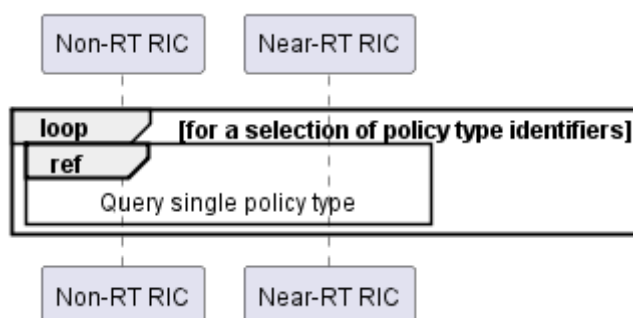 Non-RT RIC Near-RT RIC
loop [for a selection of policy type identifiers]
ref
Query single policy type
Non-RT RIC Near-RT RIC